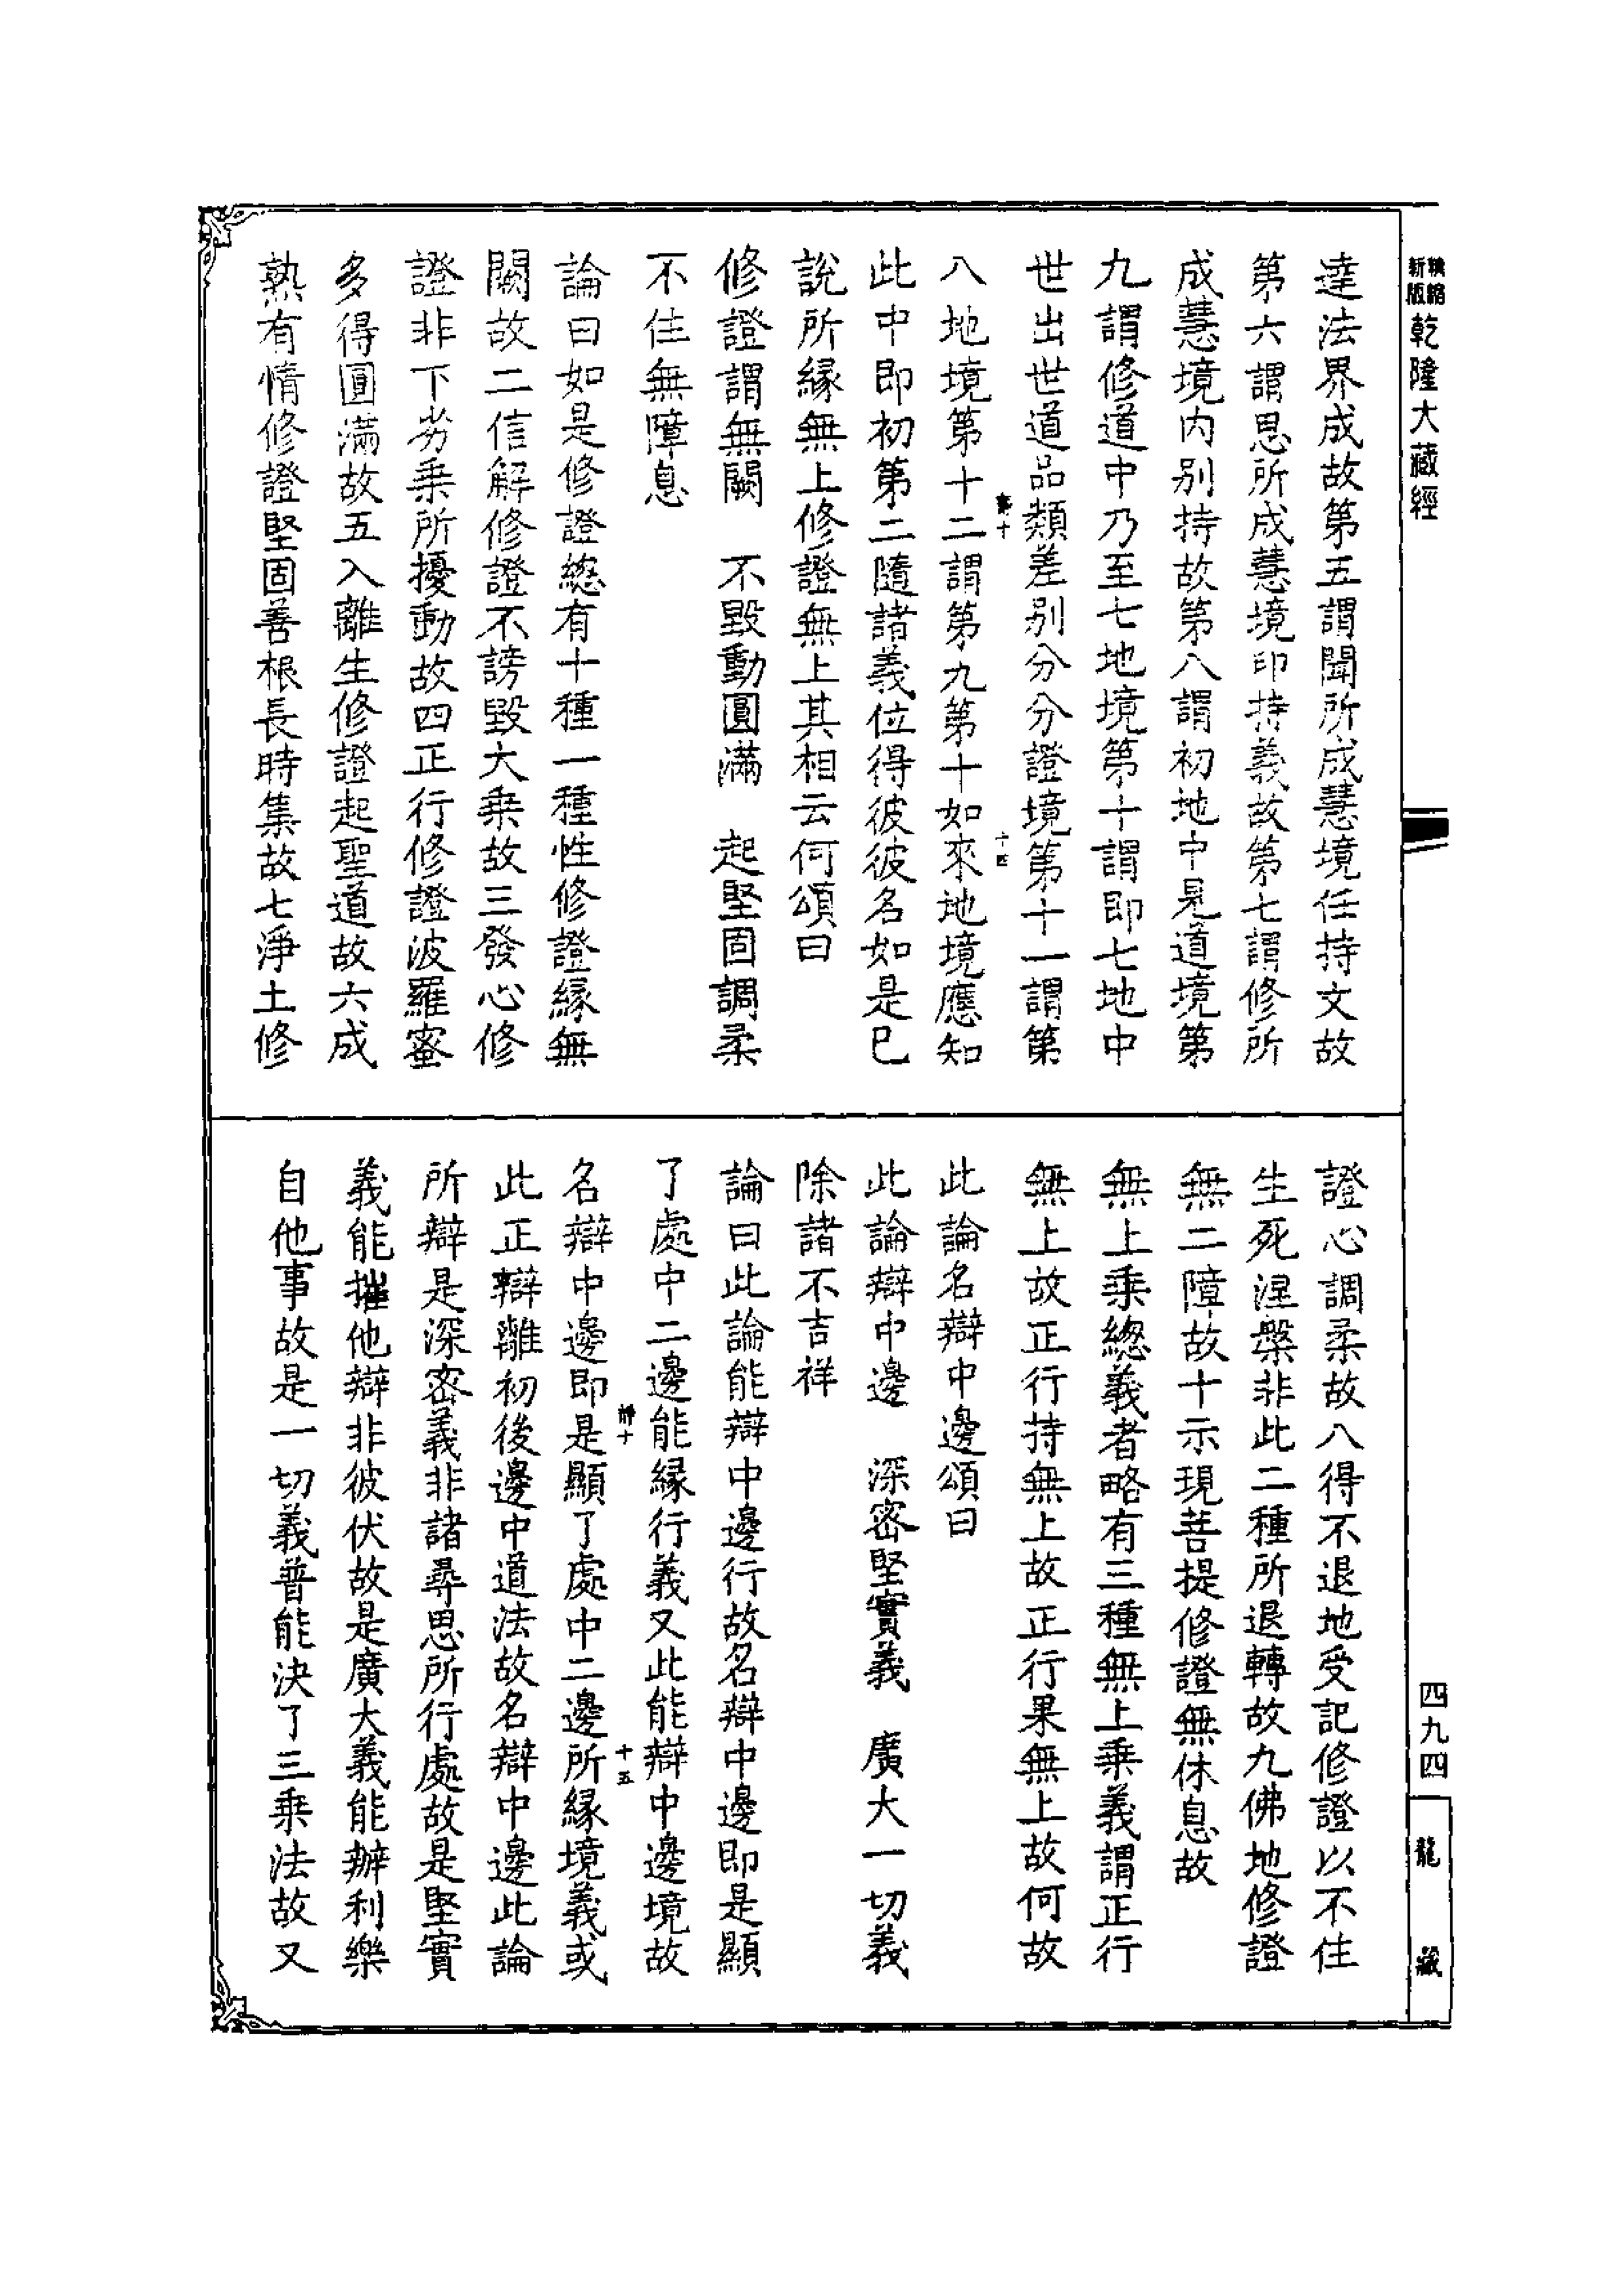 新版
縮
乾隆大藏經
達法界成故第五謂聞所成慧境任持文故
第六謂思所成慧境印持義故第七謂修所
成慧境內別持故第八謂初地中見道境第
九謂修道中乃至七地境第十謂即七地中
世出世道品類差別分分證境第十一謂第
八地境第十二謂第九第十如來地境應知
十
十四
此中即初第二隨諸義位得彼彼名如是已
說所緣無上修證無上其相云何頌曰
修證謂無闕　不毀動圓滿　起堅固調柔
不住無障息
論曰如是修證總有十種一種性修證緣無
闕故二信解修證不謗毀大乘故三發心修
證非下劣乘所擾動故四正行修證波羅蜜
多得圓滿故五入離生修證起聖道故六成
熟有情修證堅固善根長時集故七淨土修
證心調柔故八得不退地受記修證以不住
生死涅槃非此二種所退轉故九佛地修證
無二障故十示現菩提修證無休息故
無上乘總義者略有三種無上乘義謂正行
無上故正行持無上故正行果無上故何故
此論名辯中邊頌曰
此論辯中邊　深密堅實義　廣大一切義
除諸不吉祥
論曰此論能辯中邊行故名辯中邊即是顯
了處中二邊能緣行義又此能辯中邊境故
靜十
十五
名辯中邊即是顯了處中二邊所緣境義或
此正辯離初後邊中道法故名辯中邊此論
所辯是深密義非諸尋思所行處故是堅實
義能摧他辯非彼伏故是廣大義能辦利樂
自他事故是一切義普能決了三乘法故又
四九四
龍藏